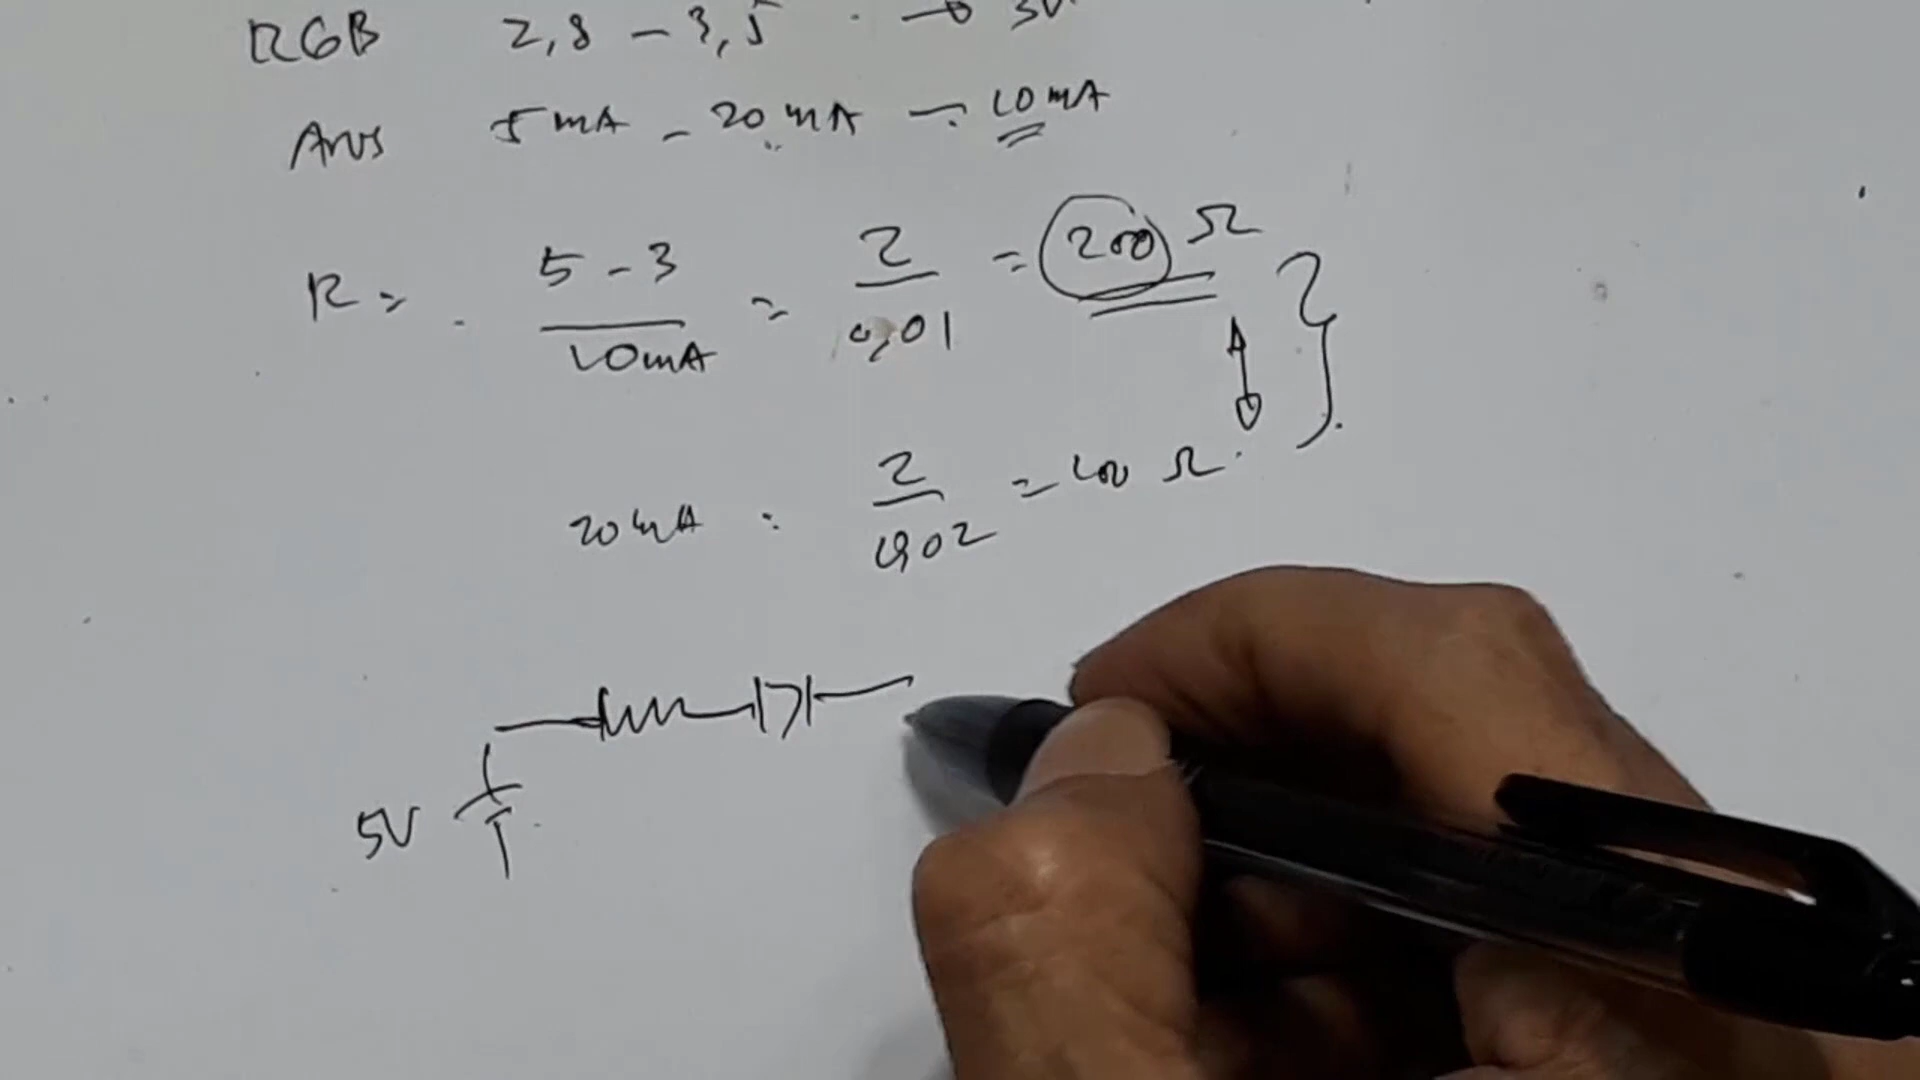 RGB 2,8 - 3,5 → 3V
Arus 5mA - 20mA - 10mA
R = 5 - 3 / 10mA = 2 / 0,01 = 200 Ω
20mA : 2 / 0,02 = 100 Ω
5V